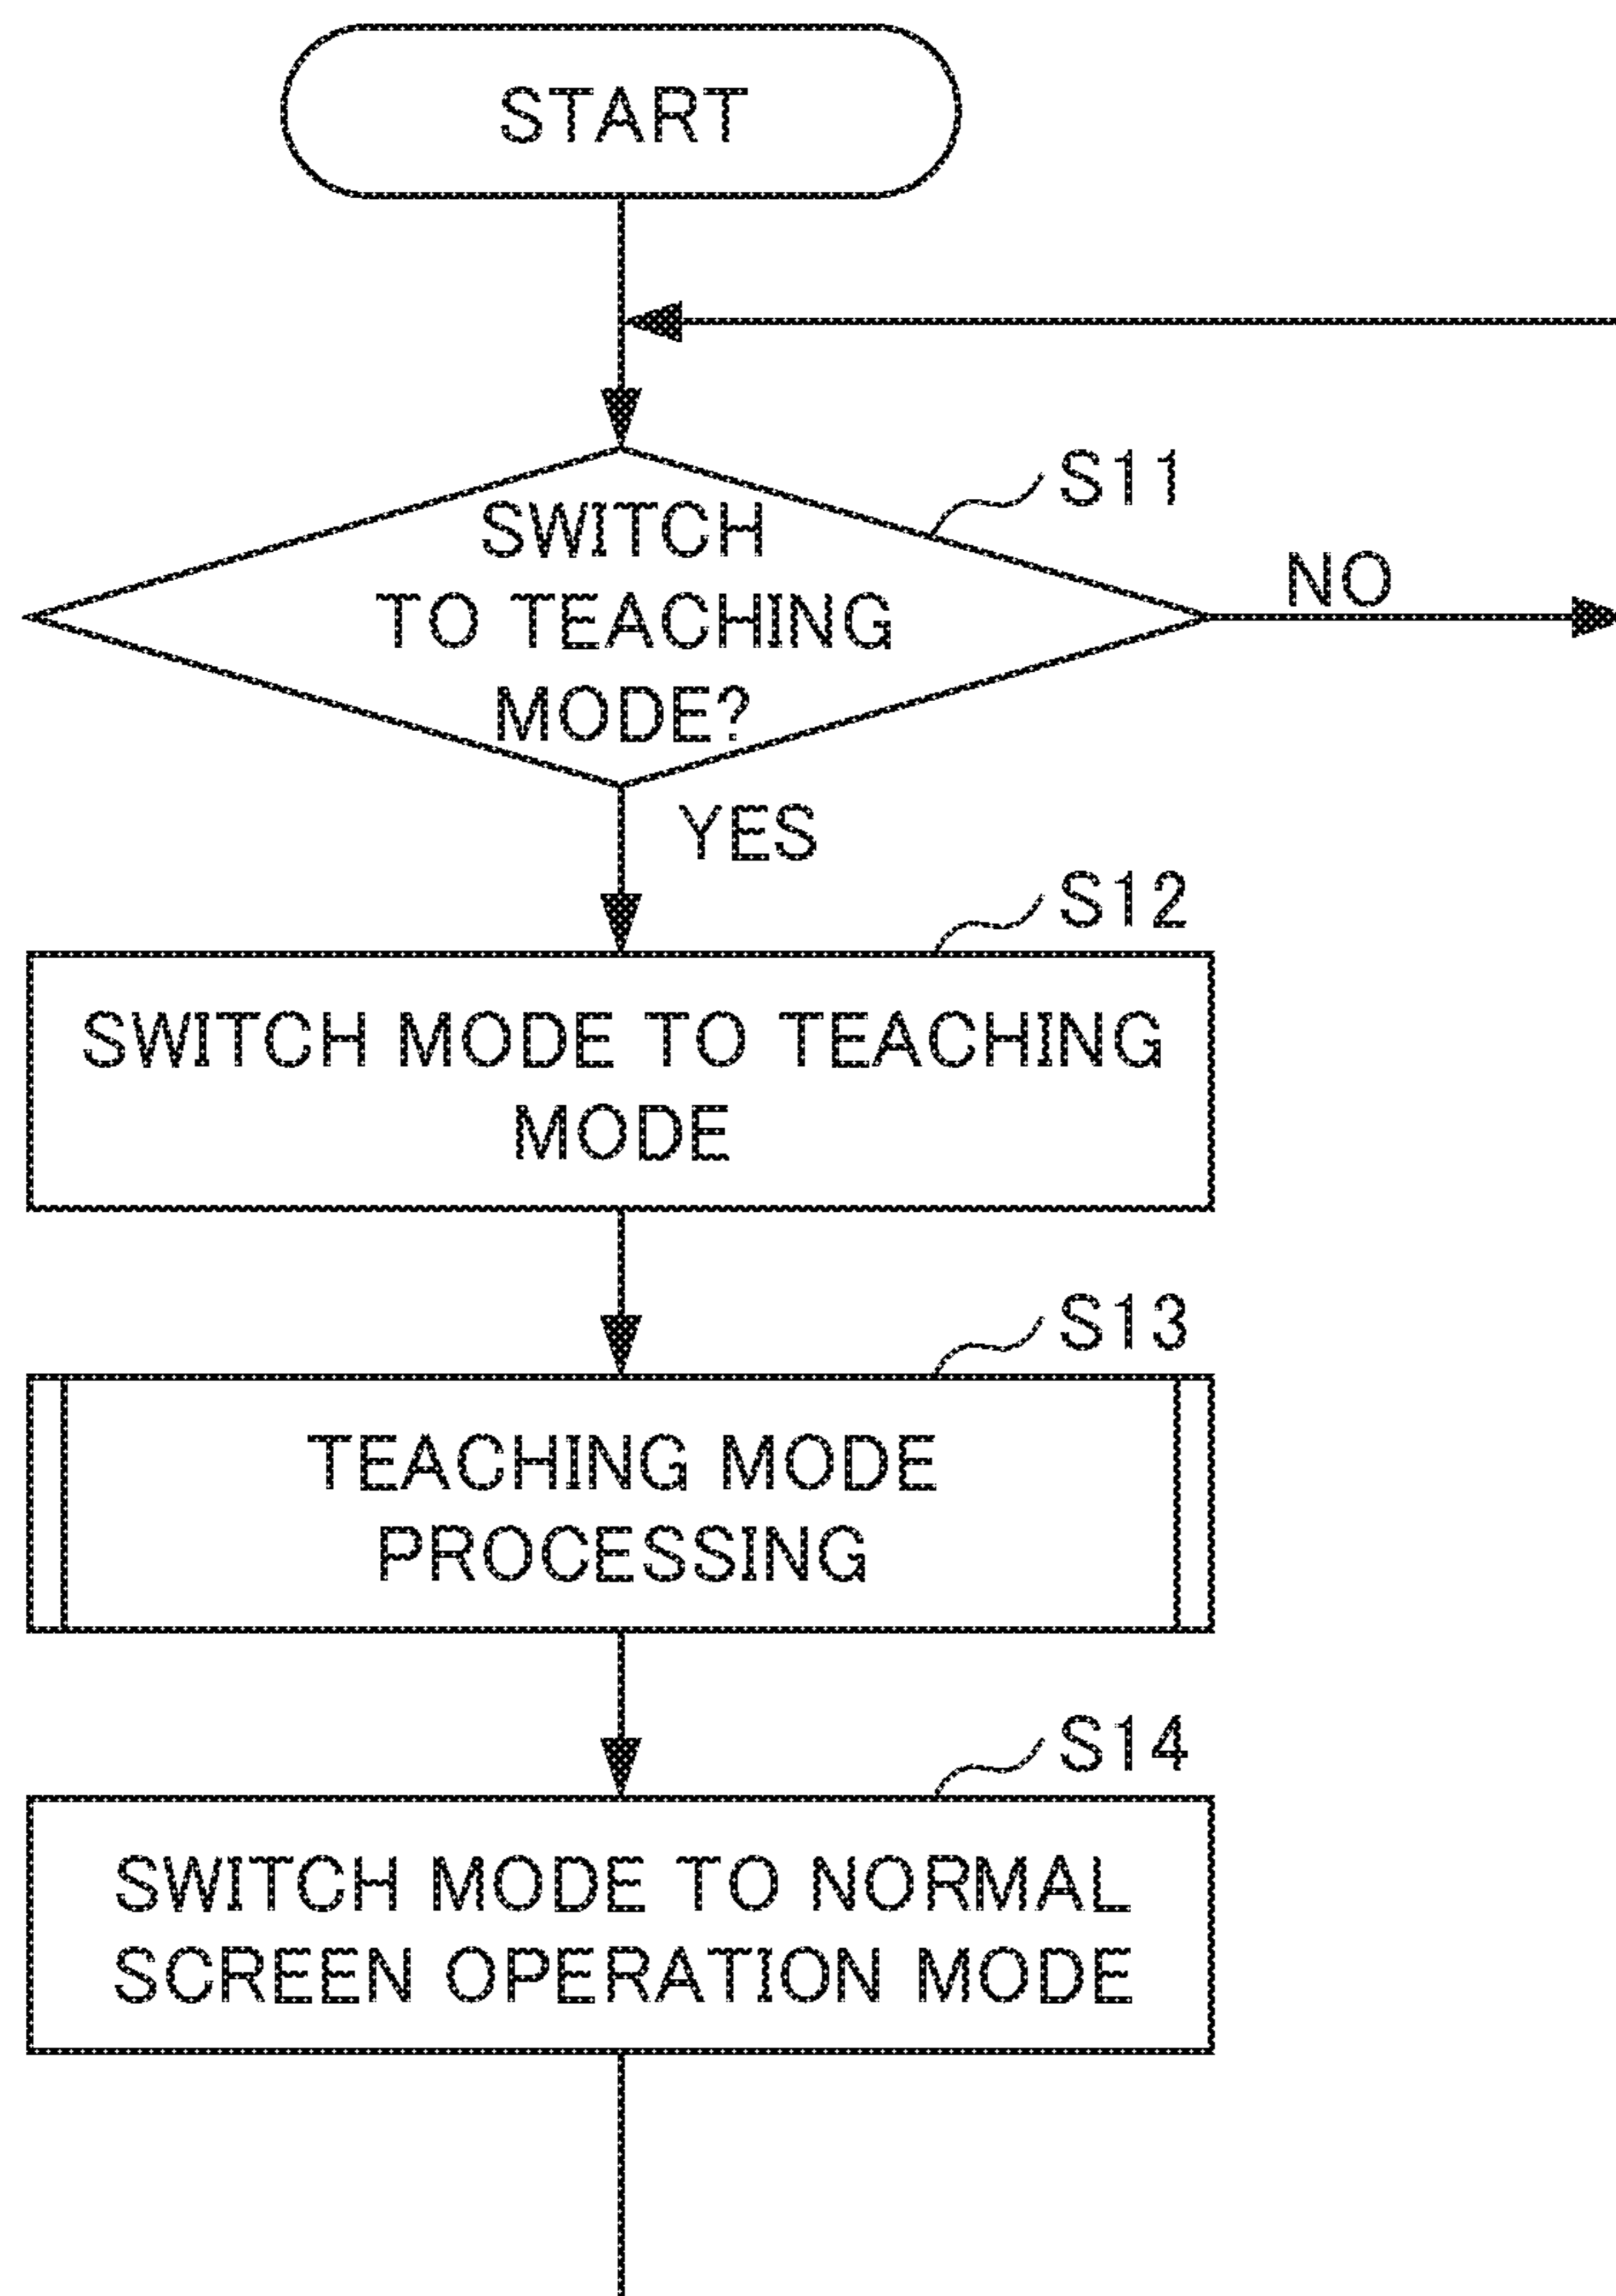 START
S11
SWITCH
TO TEACHING
MODE?
NO
YES
S12
SWITCH MODE TO TEACHING
MODE
S13
TEACHING MODE
PROCESSING
S14
SWITCH MODE TO NORMAL
SCREEN OPERATION MODE